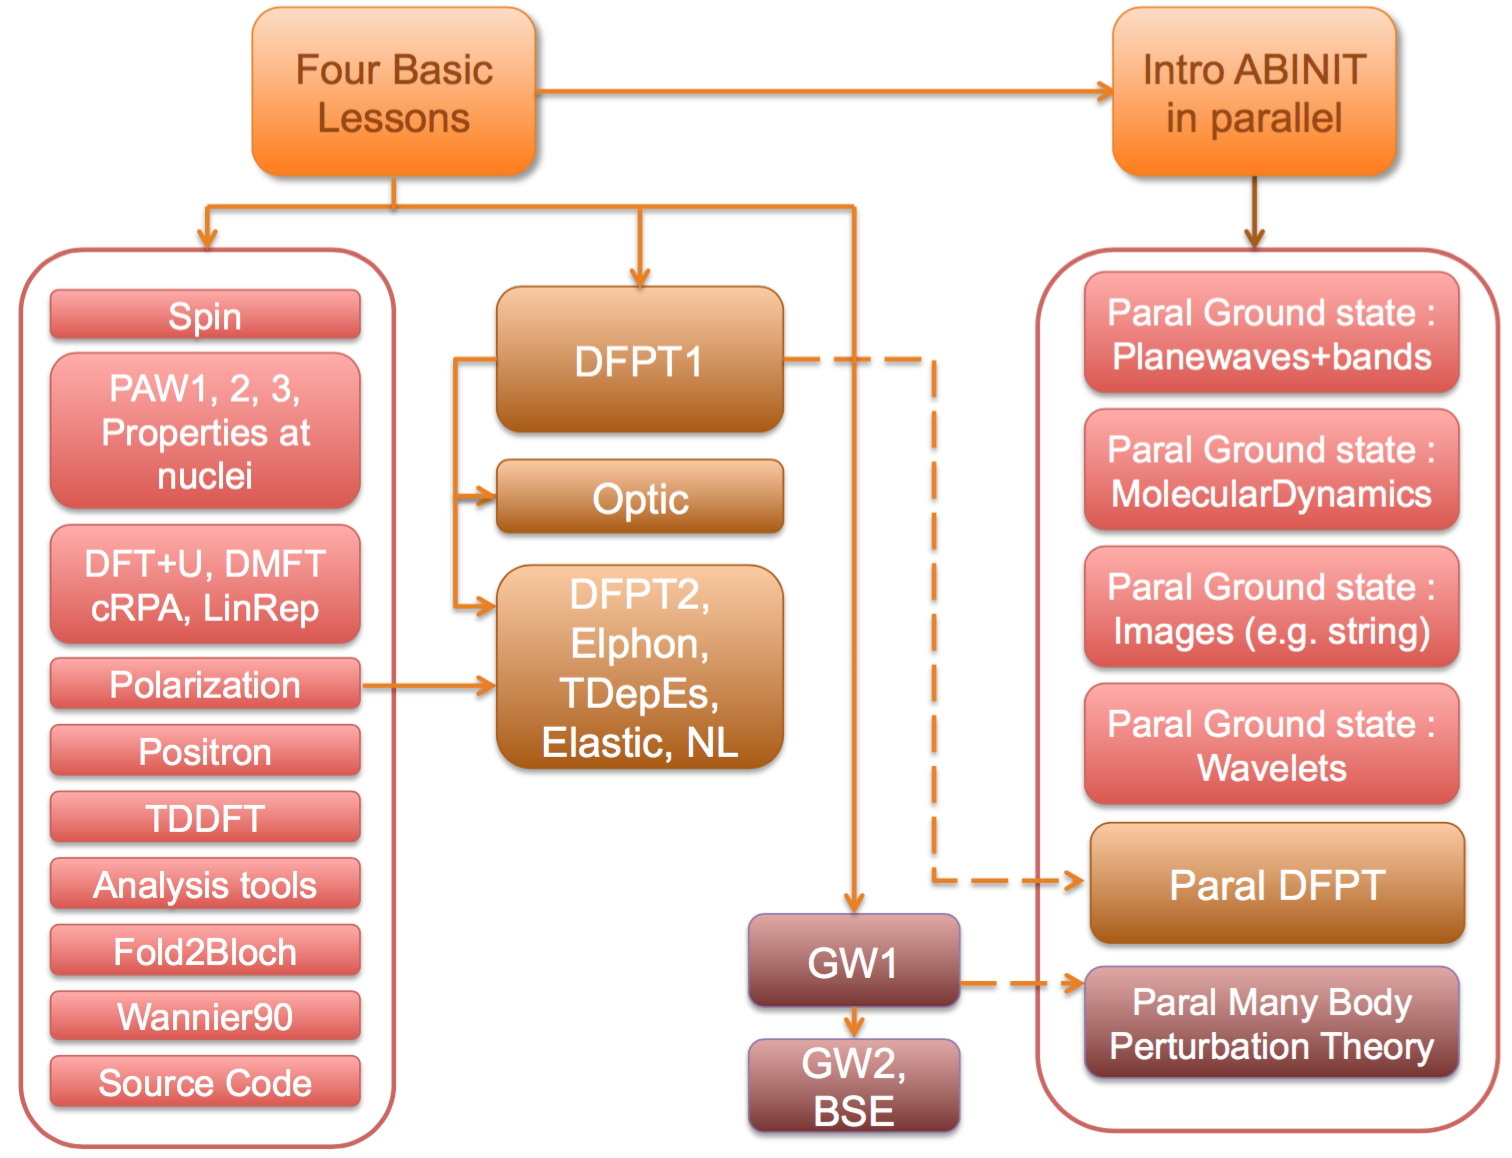 Four Basic
Lessons
Intro ABINIT
in parallel
Spin
PAW1, 2, 3,
Properties at
nuclei
DFT+U, DMFT
cRPA, LinRep
Polarization
Positron
TDDFT
Analysis tools
Fold2Bloch
Wannier90
Source Code
DFPT1
Optic
DFPT2,
Elphon,
TDepEs,
Elastic, NL
GW1
GW2,
BSE
Paral Ground state :
Planewaves+bands
Paral Ground state :
MolecularDynamics
Paral Ground state :
Images (e.g. string)
Paral Ground state :
Wavelets
Paral DFPT
Paral Many Body
Perturbation Theory